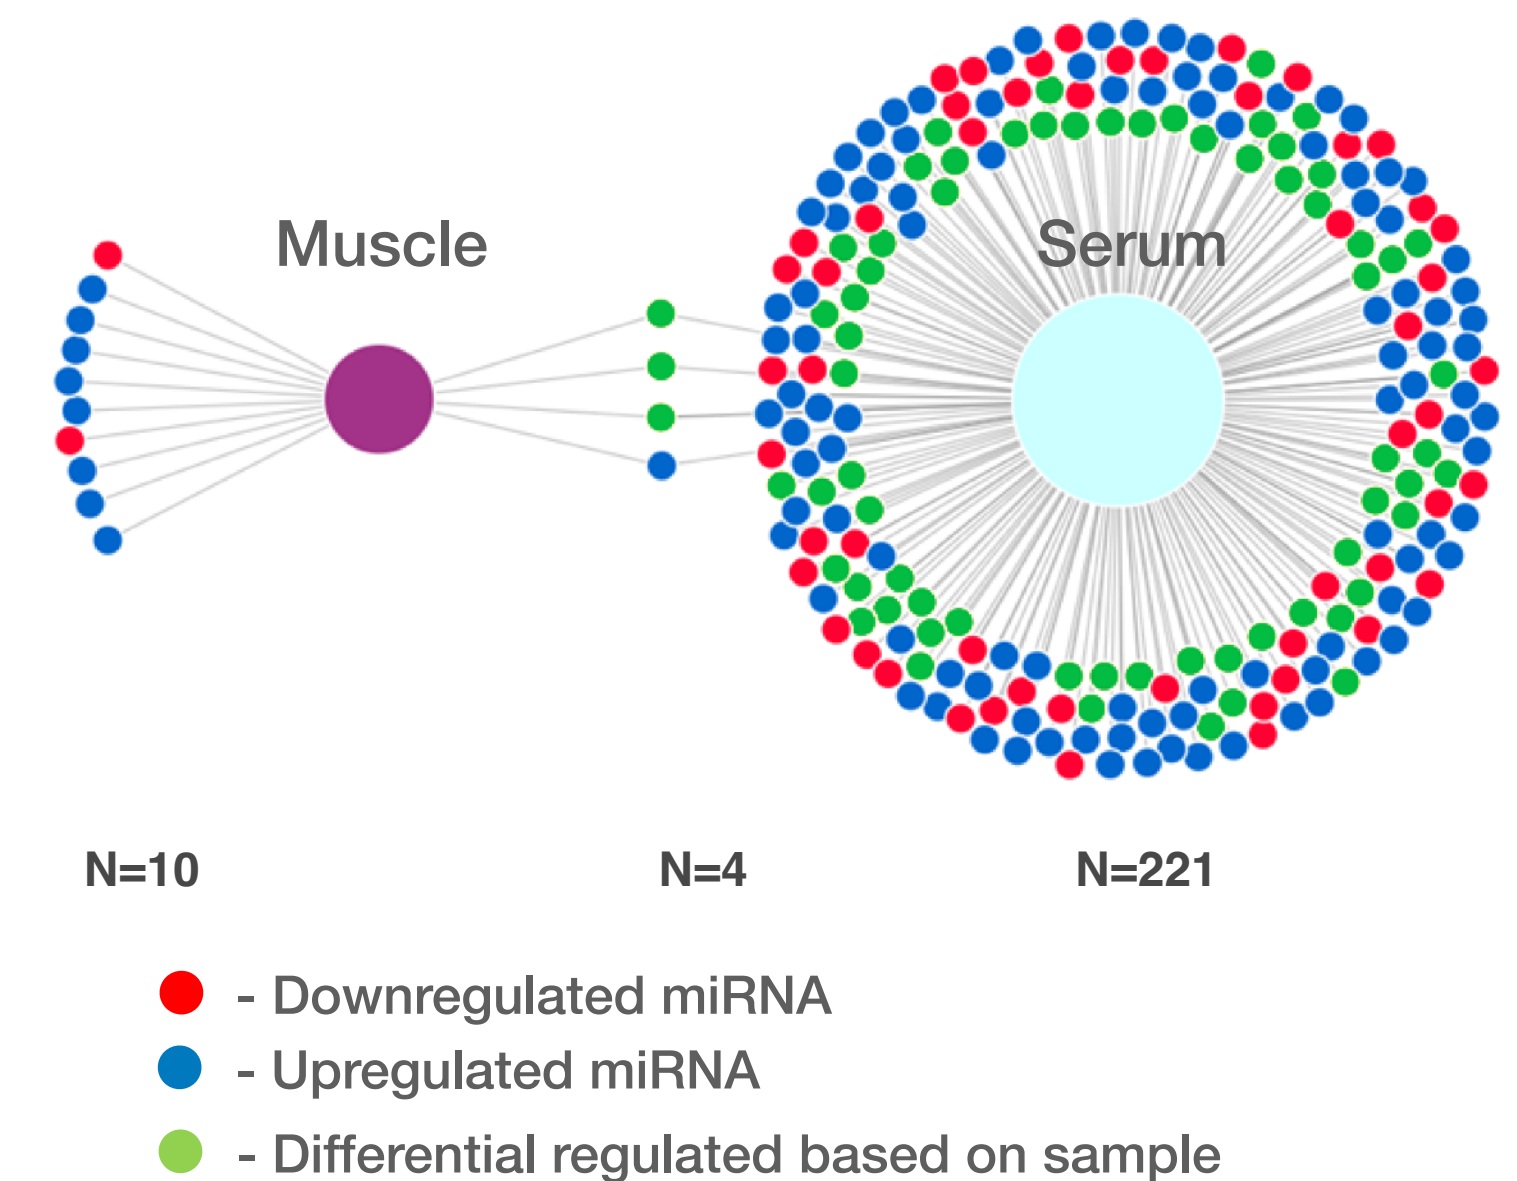 Muscle
Serum
N=10
N=4
N=221
- Downregulated miRNA
- Upregulated miRNA
- Differential regulated based on sample